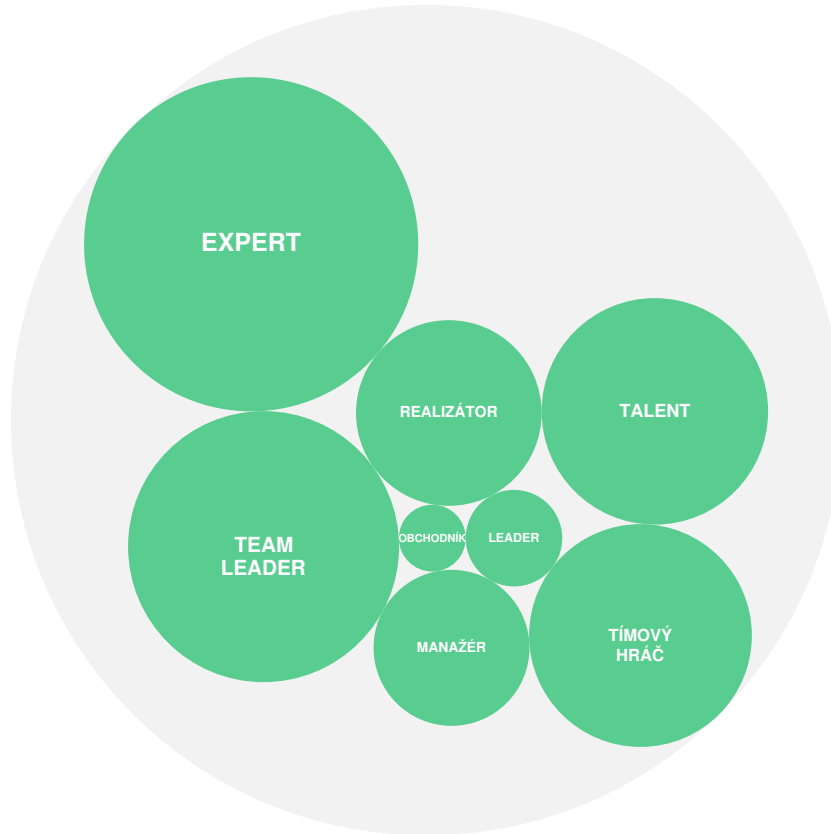 EXPERT
REALIZÁTOR
TALENT
TEAM
LEADER
OBCHODNÍK
LEADER
MANAŽÉR
TÍMOVÝ
HRÁČ